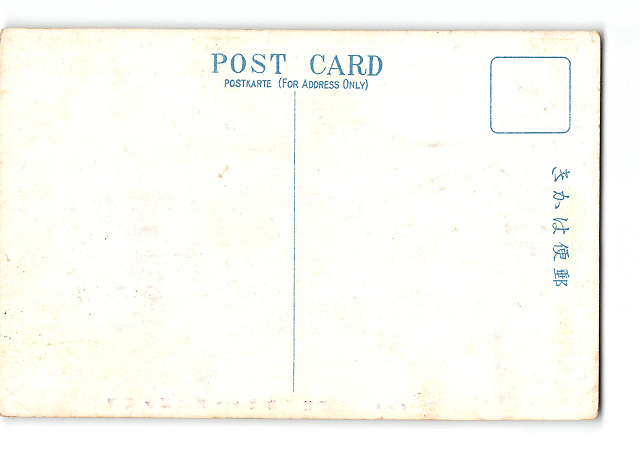 POST CARD
POSTKARTE (FOR ADDRESS ONLY)
きかは便郵